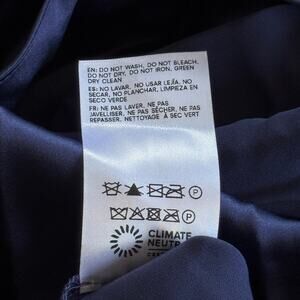 EN: DO NOT WASH, DO NOT BLEACH,
DO NOT DRY, DO NOT IRON, GREEN
DRY CLEAN
ES: NO LAVAR, NO USAR LEJÍA, NO
SECAR, NO PLANCHAR, LIMPIEZA EN
SECO VERDE
FR: NE PAS LAVER, NE PAS
JAVELLISER, NE PAS SÉCHER, NE PAS
REPASSER, NETTOYAGE À SEC VERT
P
P
CLIMATE
NEUTR